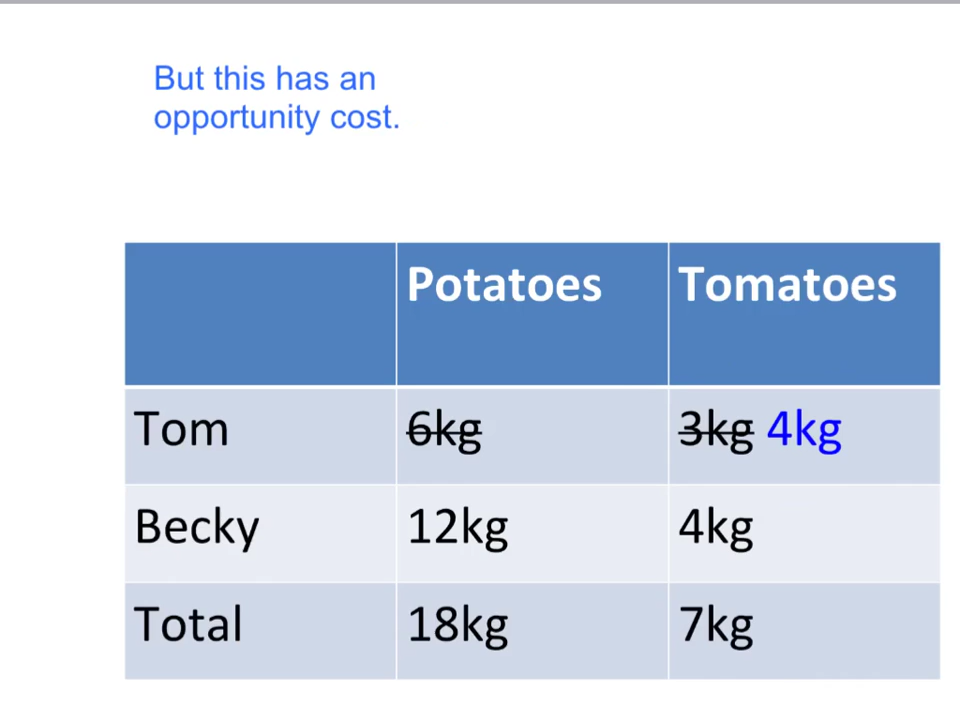 But this has an
opportunity cost.
Potatoes Tomatoes
Tom 6kg 3kg 4kg
Becky 12kg 4kg
Total 18kg 7kg